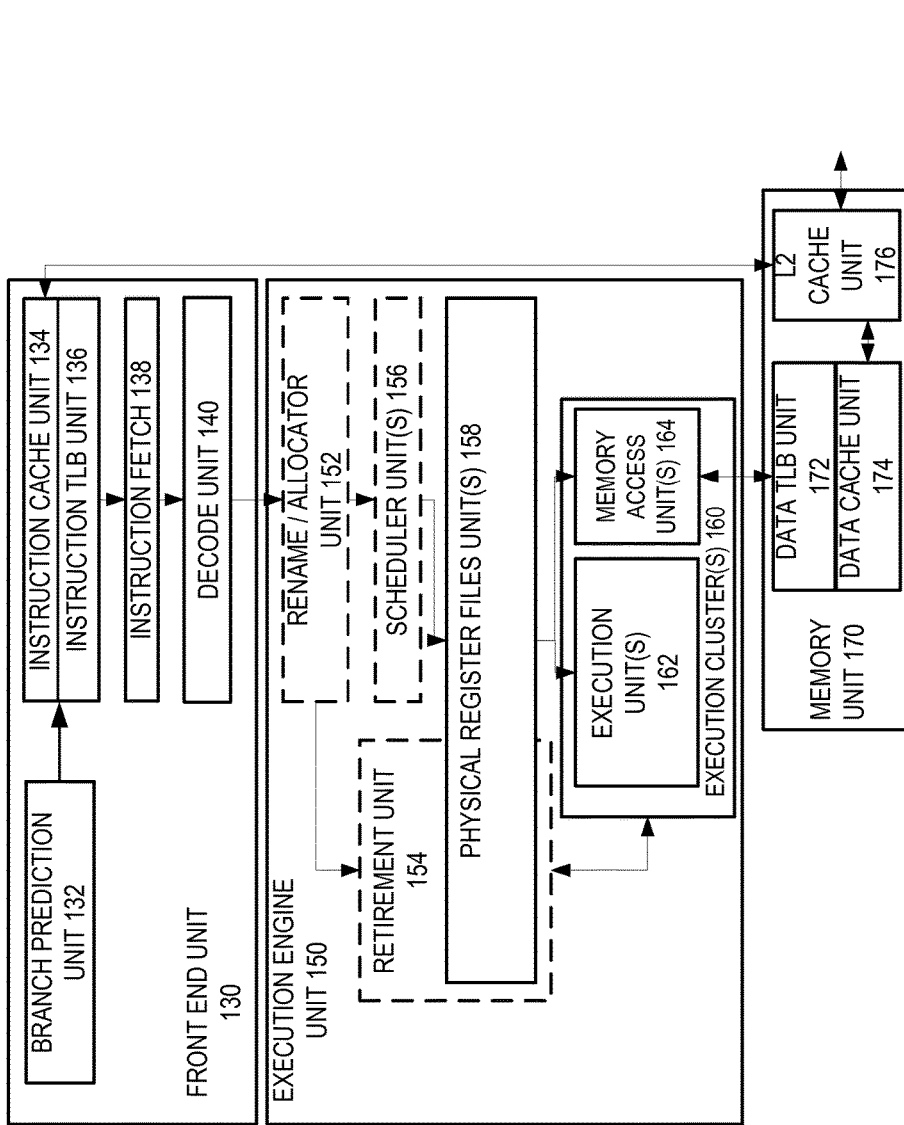 BRANCH PREDICTION
UNIT 132
INSTRUCTION CACHE UNIT 134
INSTRUCTION TLB UNIT 136
INSTRUCTION FETCH 138
DECODE UNIT 140
FRONT END UNIT
130
EXECUTION ENGINE
UNIT 150
RENAME / ALLOCATOR
UNIT 152
SCHEDULER UNIT(S) 156
RETIREMENT UNIT
154
PHYSICAL REGISTER FILES UNIT(S) 158
EXECUTION
UNIT(S)
162
MEMORY
ACCESS
UNIT(S) 164
EXECUTION CLUSTER(S) 160
MEMORY
UNIT 170
DATA TLB UNIT
172
DATA CACHE UNIT
174
L2
CACHE
UNIT
176